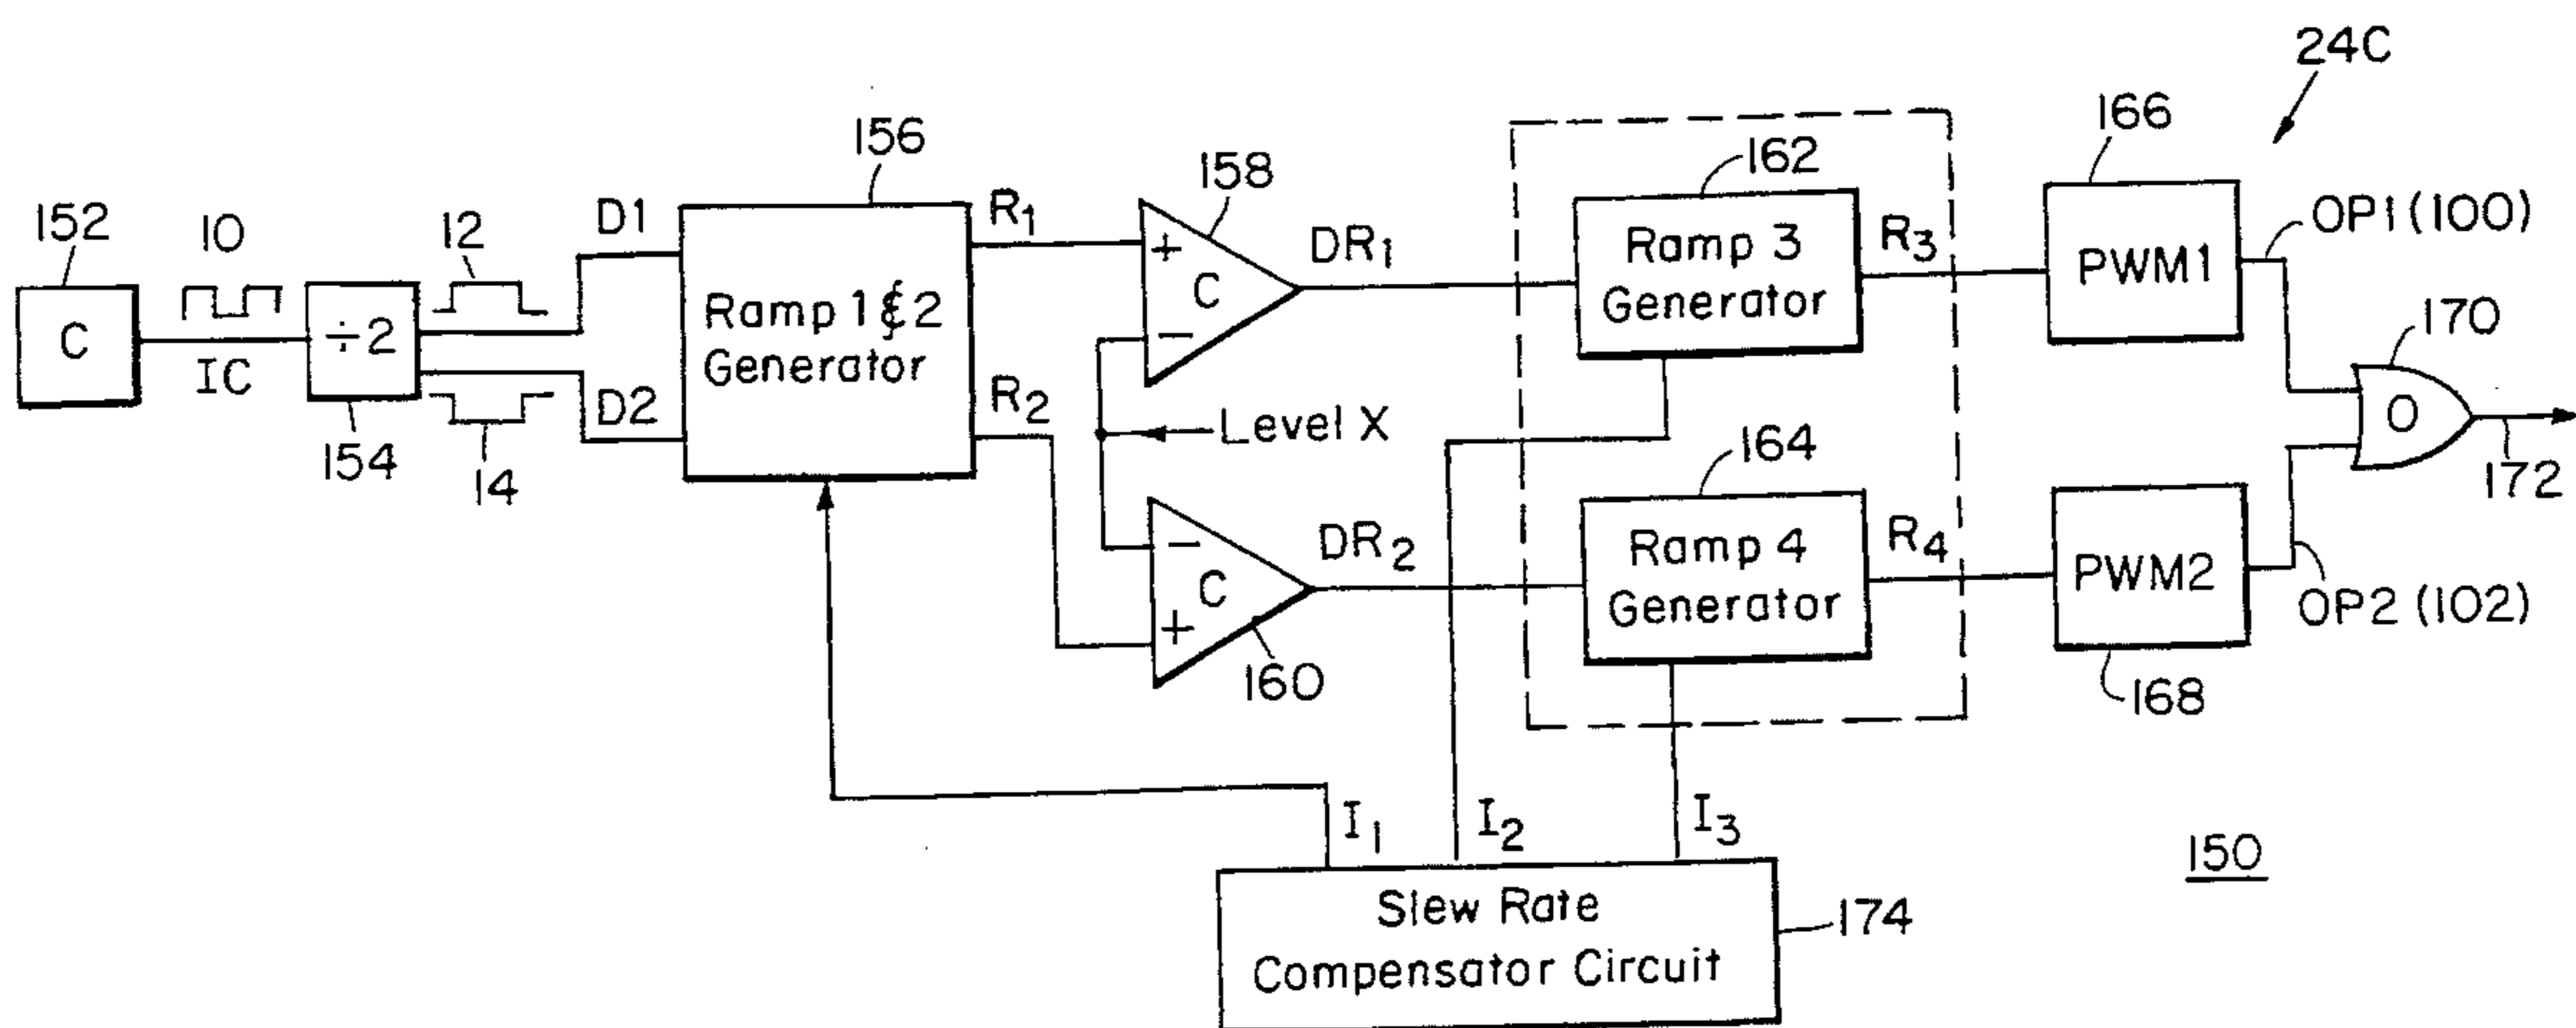 24C
152
C
10
IC
÷2
154
12
14
D1
D2
156
Ramp 1 & 2
Generator
R1
R2
158
+
C
−
Level X
−
C
+
160
DR1
DR2
162
Ramp 3
Generator
R3
164
Ramp 4
Generator
R4
166
PWM1
OP1 (100)
PWM2
168
OP2 (102)
170
O
172
I1
I2
I3
Slew Rate
Compensator Circuit
174
150